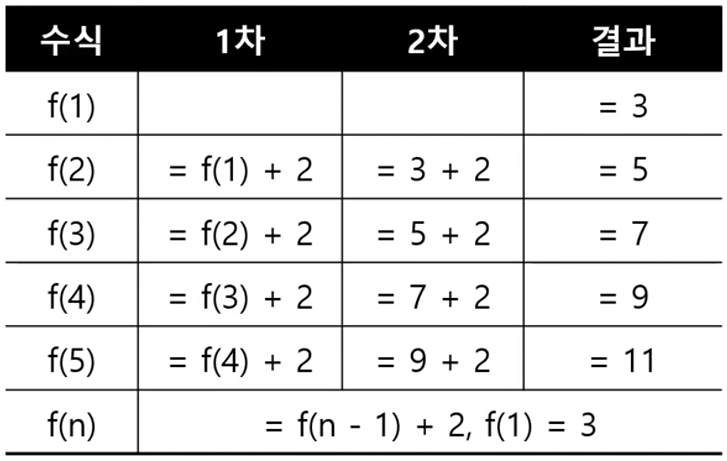 수식 1차 2차 결과
f(1) = 3
f(2) = f(1) + 2 = 3 + 2 = 5
f(3) = f(2) + 2 = 5 + 2 = 7
f(4) = f(3) + 2 = 7 + 2 = 9
f(5) = f(4) + 2 = 9 + 2 = 11
f(n) = f(n - 1) + 2, f(1) = 3